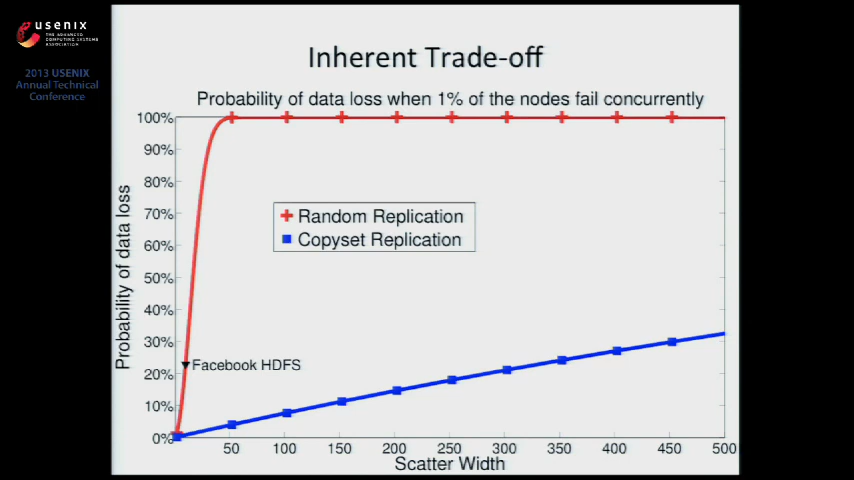 usenix
THE ADVANCED
COMPUTING SYSTEMS
ASSOCIATION
2013 USENIX
Annual Technical
Conference
Inherent Trade-off
Probability of data loss when 1% of the nodes fail concurrently
Probability of data loss
100%
90%
80%
70%
60%
50%
40%
30%
20%
10%
0%
Random Replication
Copyset Replication
Facebook HDFS
50 100 150 200 250 300 350 400 450 500
Scatter Width